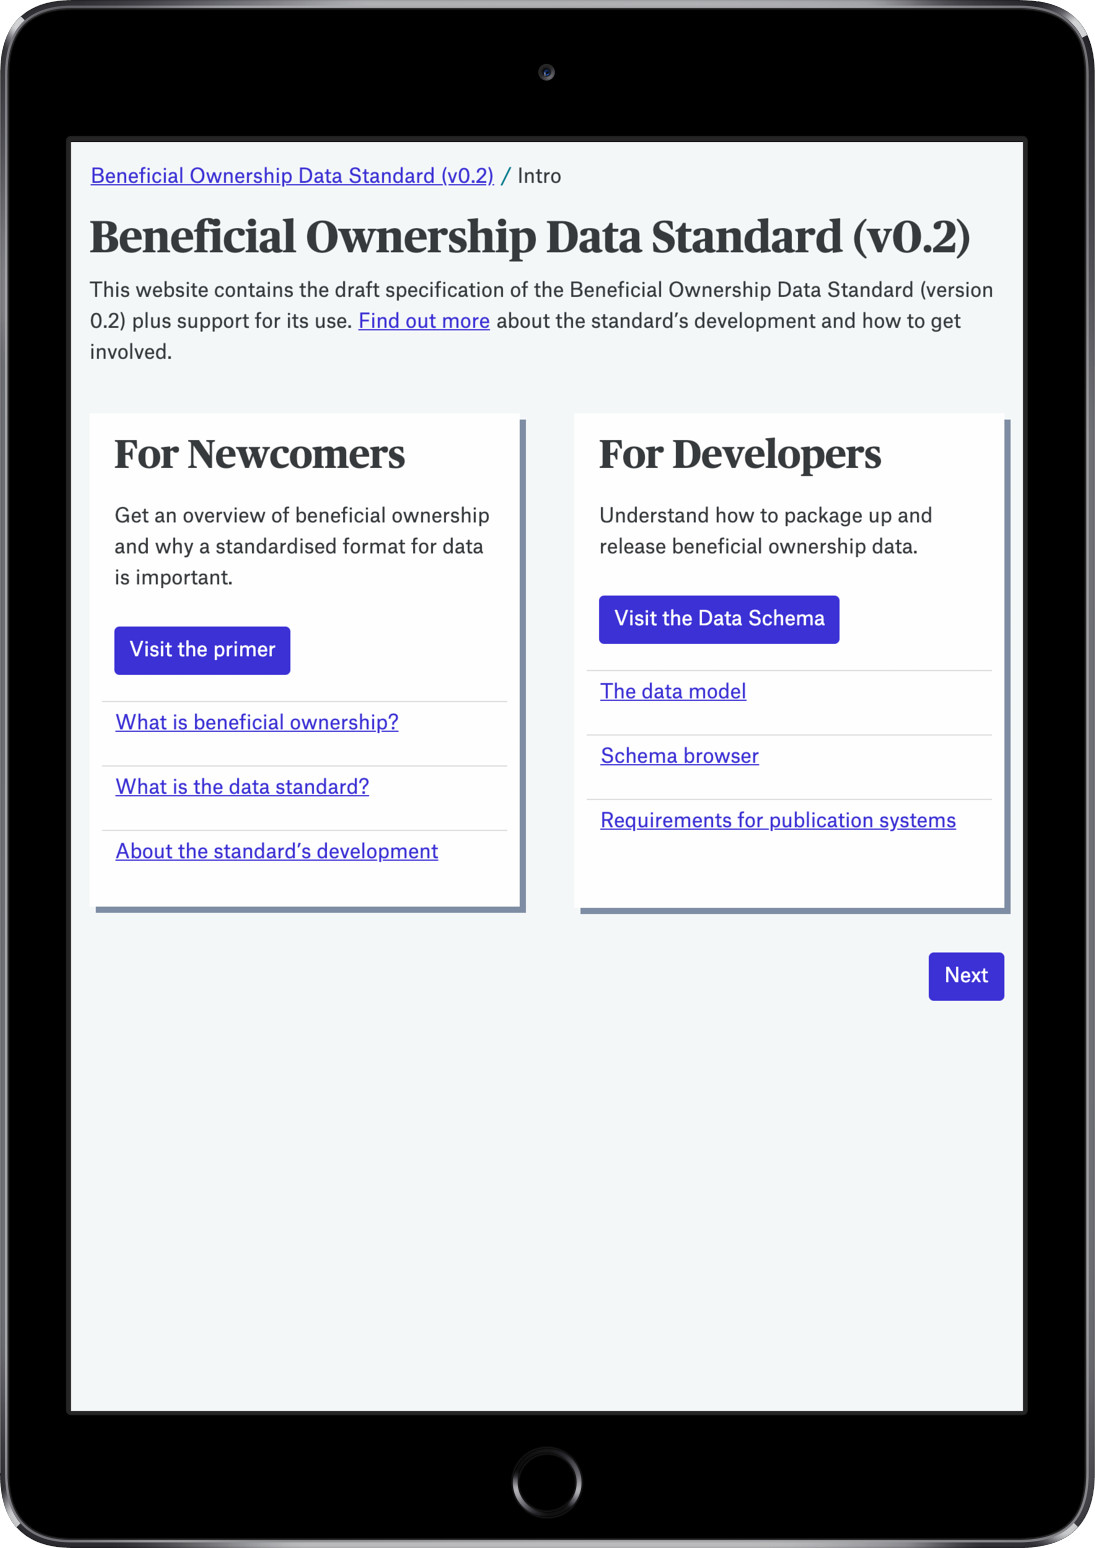 Beneficial Ownership Data Standard (v0.2) / Intro
Beneficial Ownership Data Standard (v0.2)
This website contains the draft specification of the Beneficial Ownership Data Standard (version
0.2) plus support for its use. Find out more about the standard’s development and how to get
involved.
For Newcomers
Get an overview of beneficial ownership
and why a standardised format for data
is important.
Visit the primer
What is beneficial ownership?
What is the data standard?
About the standard’s development
For Developers
Understand how to package up and
release beneficial ownership data.
Visit the Data Schema
The data model
Schema browser
Requirements for publication systems
Next